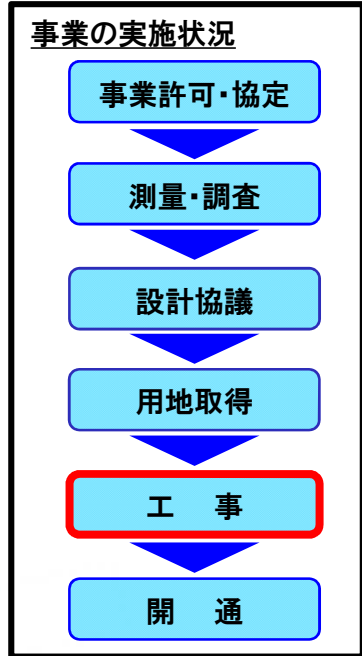 事業の実施状況
事業許可・協定
測量・調査
設計協議
用地取得
工　事
開　通